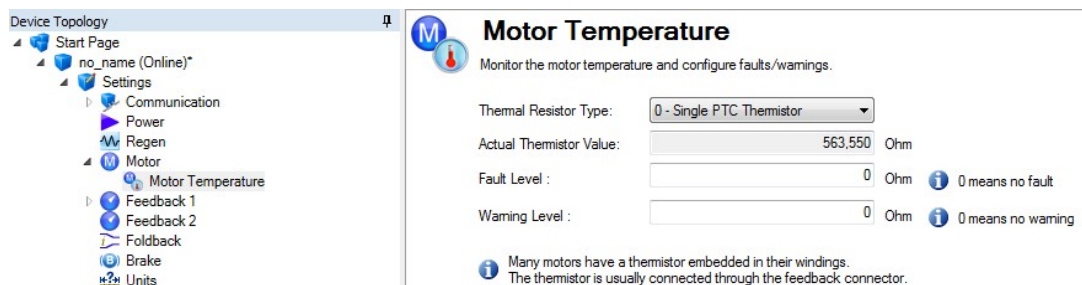 Device Topology
Start Page
no_name (Online)*
Settings
Communication
Power
Regen
Motor
Motor Temperature
Feedback 1
Feedback 2
Foldback
Brake
Units
Motor Temperature
Monitor the motor temperature and configure faults/warnings.
Thermal Resistor Type: 0 - Single PTC Thermistor
Actual Thermistor Value: 563,550 Ohm
Fault Level : 0 Ohm 0 means no fault
Warning Level : 0 Ohm 0 means no warning
Many motors have a thermistor embedded in their windings.
The thermistor is usually connected through the feedback connector.